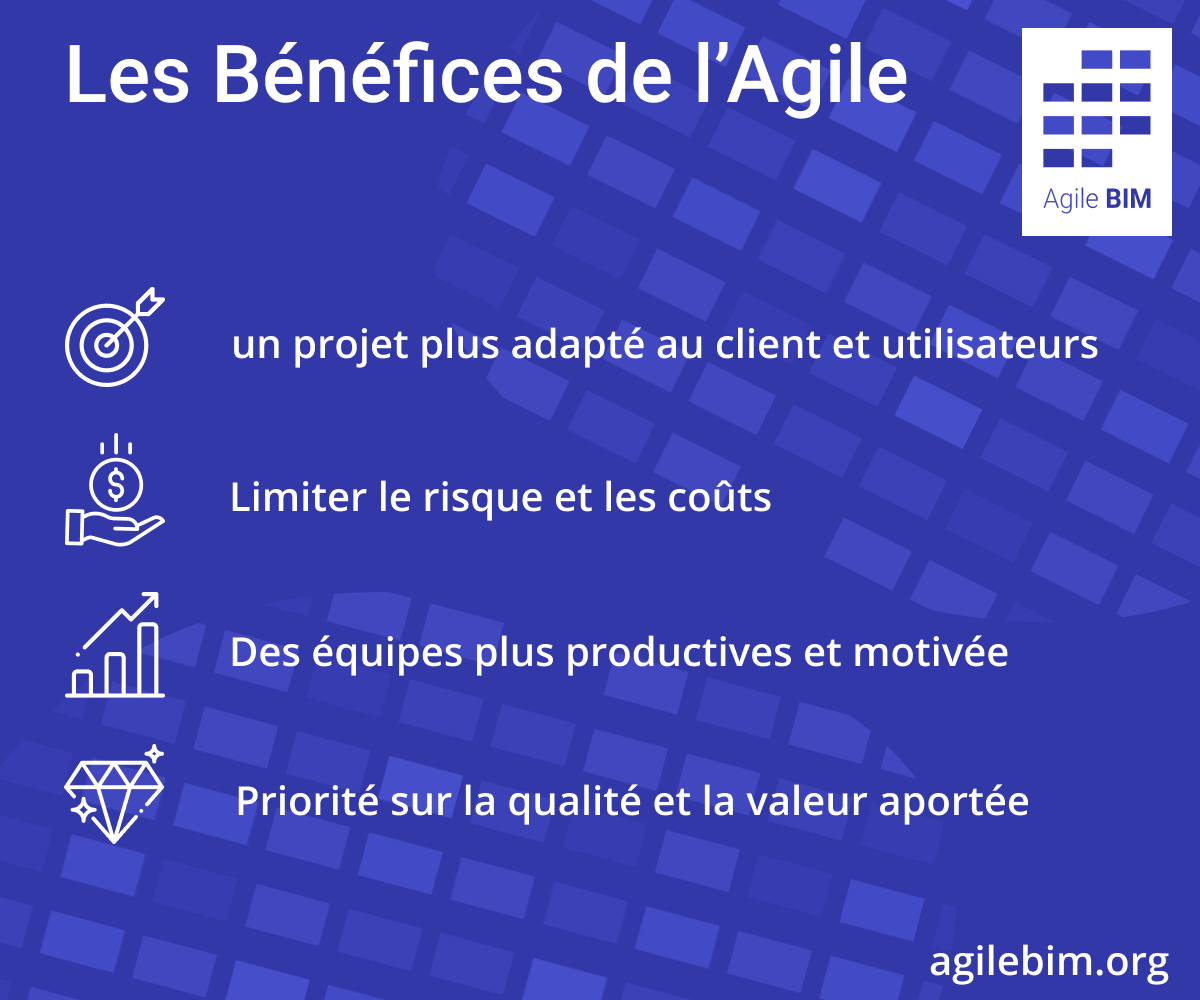 Les Bénéfices de l’Agile
Agile BIM
un projet plus adapté au client et utilisateurs
$
Limiter le risque et les coûts
Des équipes plus productives et motivée
Priorité sur la qualité et la valeur aportée
agilebim.org